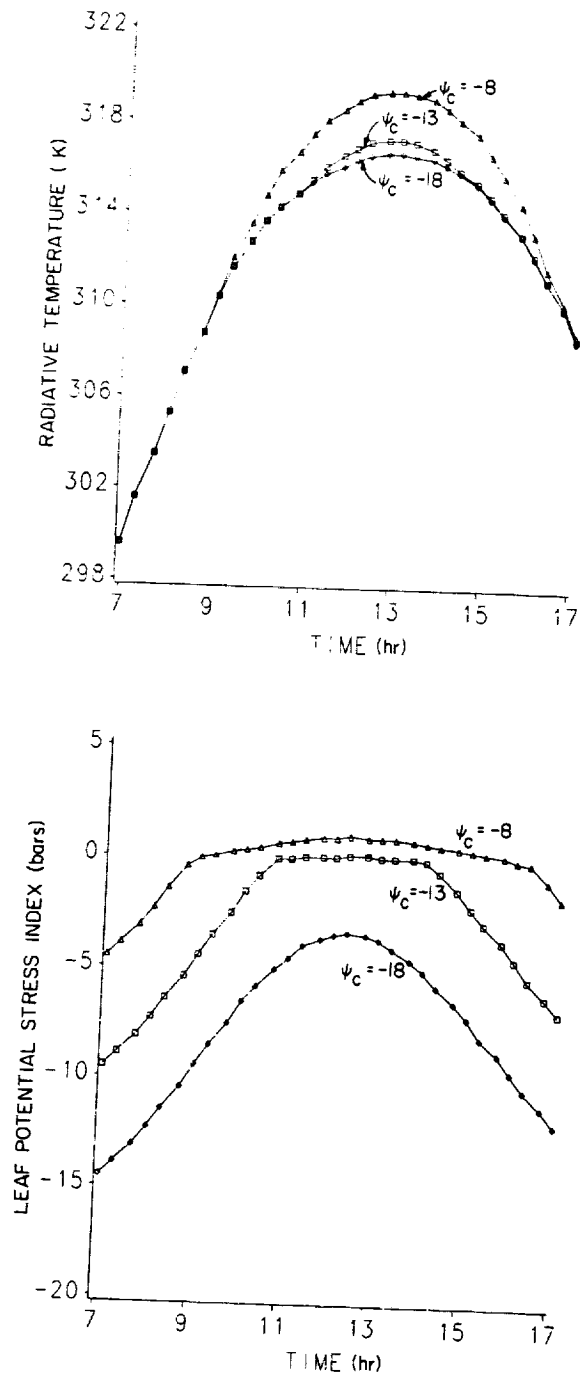 322
318
314
310
306
302
298
RADIATIVE TEMPERATURE (K)
ψc=-8
ψc=-13
ψc=-18
7 9 11 13 15 17
TIME (hr)
5
0
-5
-10
-15
-20
LEAF POTENTIAL STRESS INDEX (bars)
ψc=-8
ψc=-13
ψc=-18
7 9 11 13 15 17
TIME (hr)